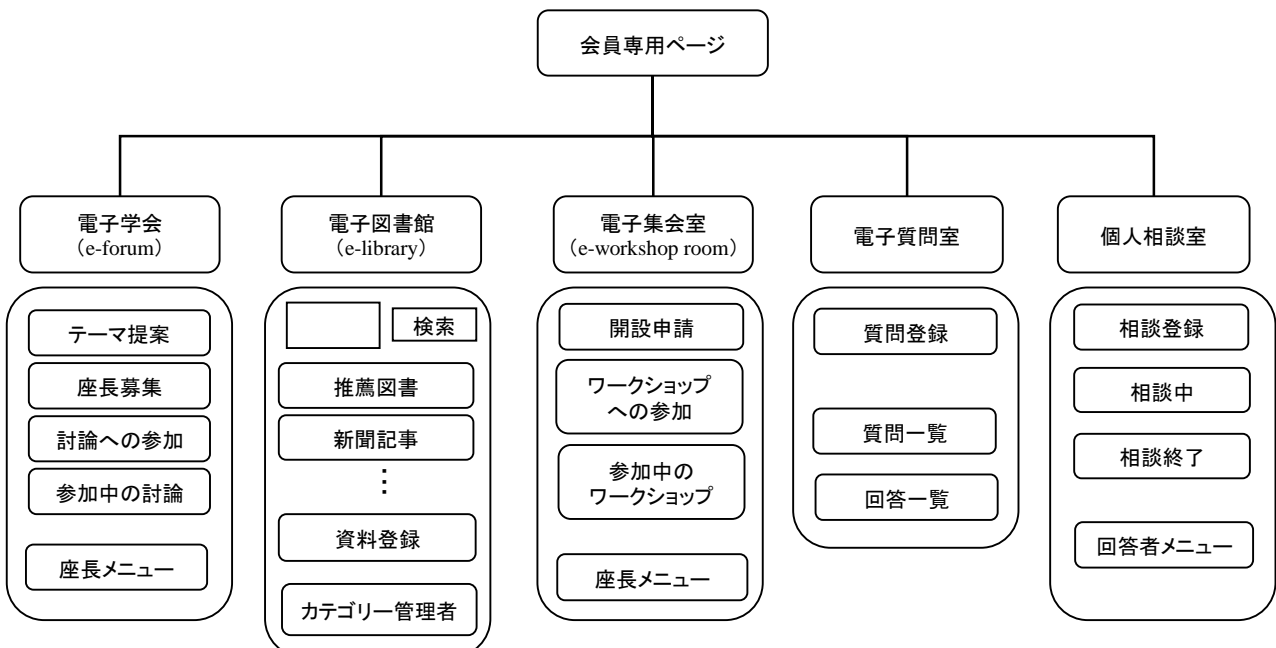 会員専用ページ
電子学会
（e-forum）
電子図書館
（e-library）
電子集会室
（e-workshop room）
電子質問室
個人相談室
テーマ提案
座長募集
討論への参加
参加中の討論
座長メニュー
検索
推薦図書
新聞記事
⋮
資料登録
カテゴリー管理者
開設申請
ワークショップ
への参加
参加中の
ワークショップ
座長メニュー
質問登録
質問一覧
回答一覧
相談登録
相談中
相談終了
回答者メニュー